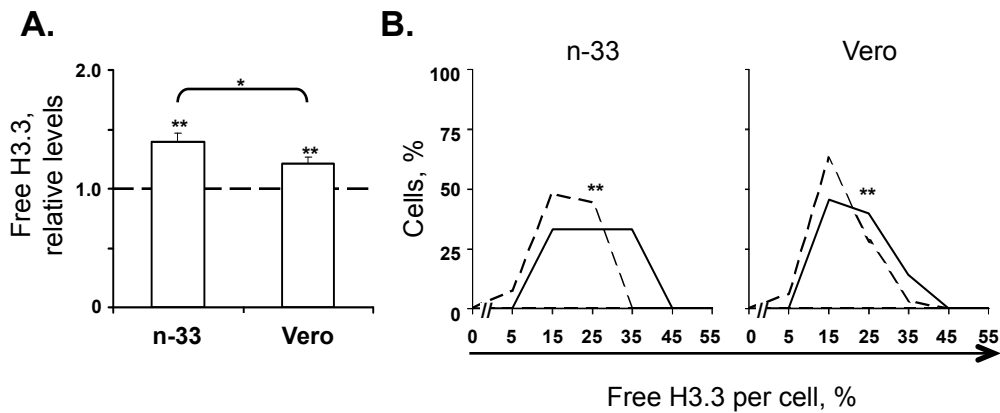 A.
B.
n-33
Vero
Free H3.3,
relative levels
2.0
1.0
0
*
**
**
n-33
Vero
Cells, %
100
75
50
25
0
**
**
0 5 15 25 35 45 55
0 5 15 25 35 45 55
Free H3.3 per cell, %